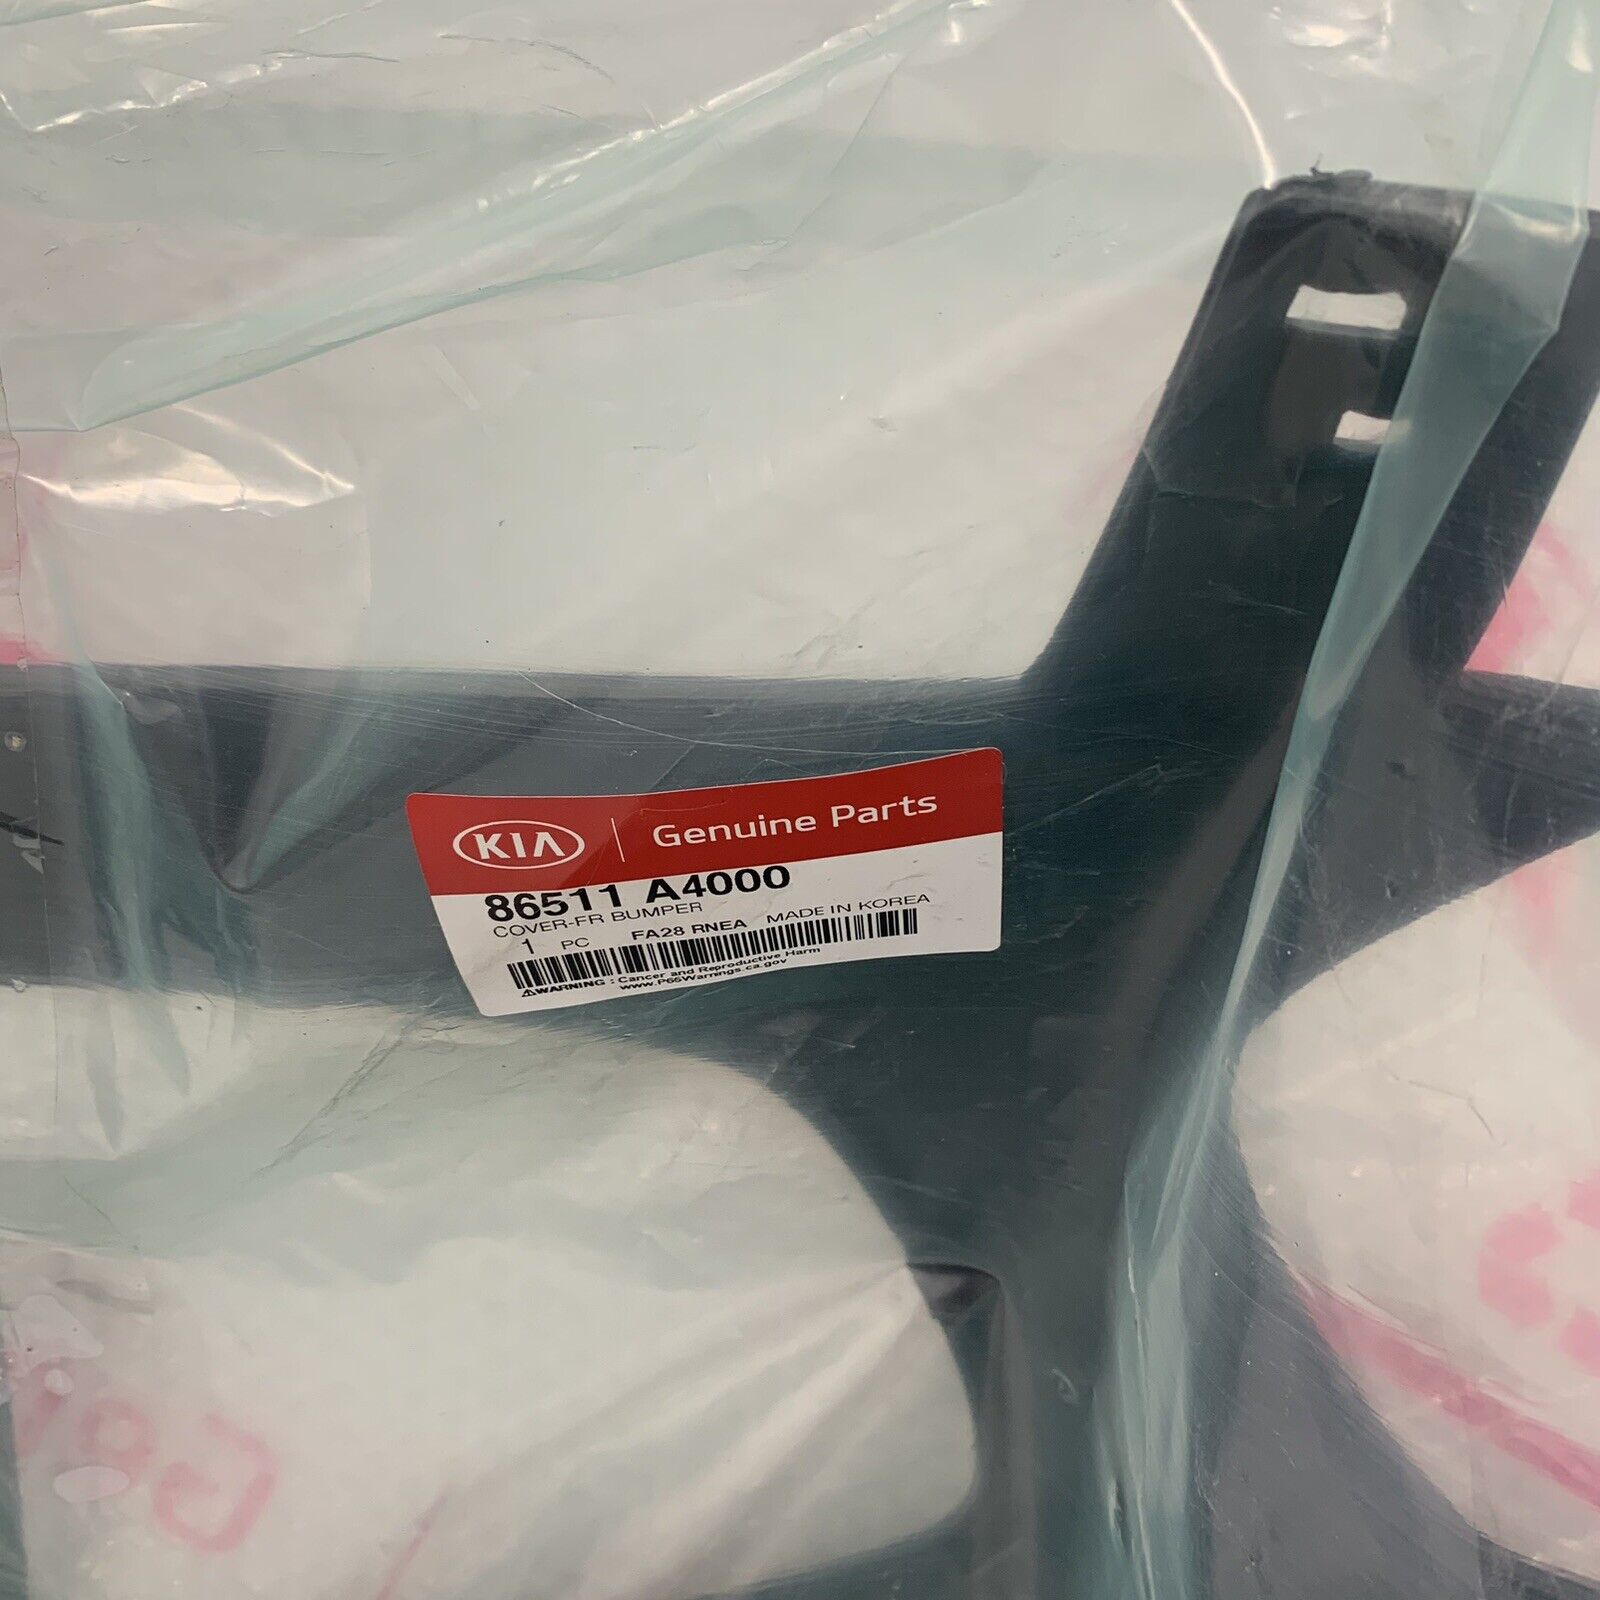 KIA Genuine Parts
86511 A4000
COVER-FR BUMPER
1 PC FA28 RNEA MADE IN KOREA
⚠WARNING : Cancer and Reproductive Harm
www.P65Warnings.ca.gov